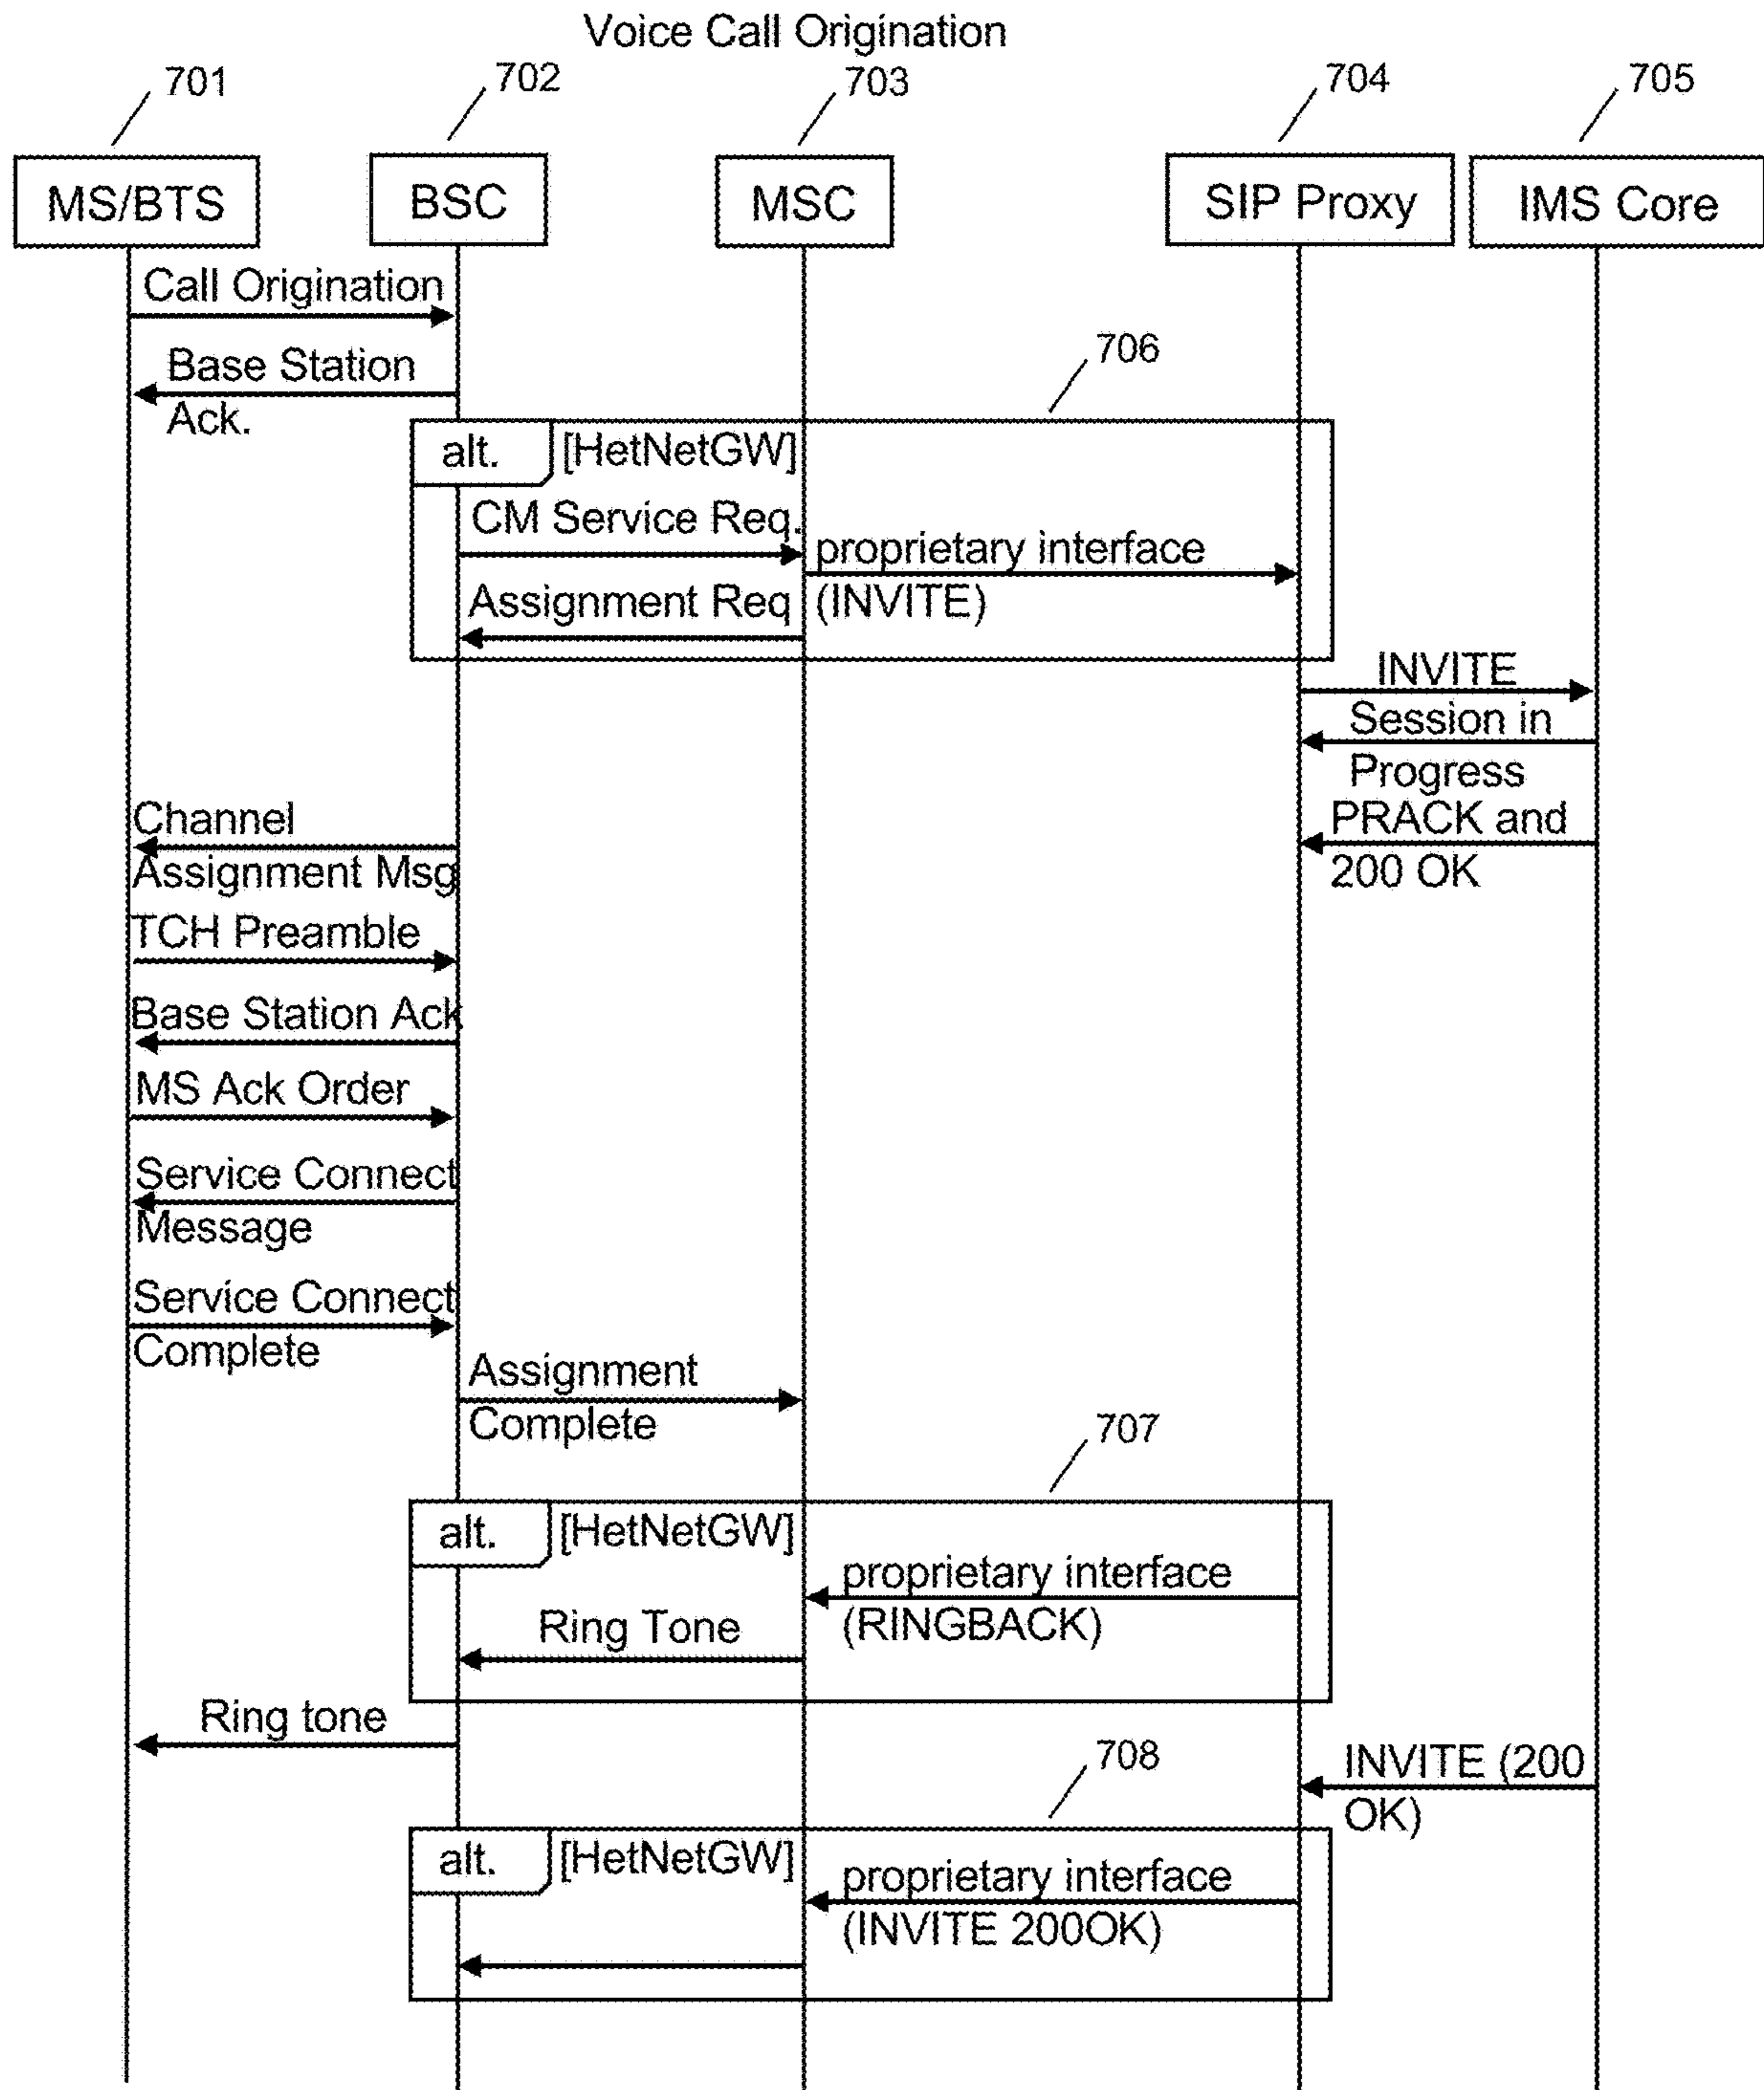 Voice Call Origination
701
702
703
704
705
MS/BTS
BSC
MSC
SIP Proxy
IMS Core
Call Origination
Base Station
Ack.
706
alt.
[HetNetGW]
CM Service Req.
proprietary interface
(INVITE)
Assignment Req
INVITE
Session in
Progress
PRACK and
200 OK
Channel
Assignment Msg
TCH Preamble
Base Station Ack
MS Ack Order
Service Connect
Message
Service Connect
Complete
Assignment
Complete
707
alt.
[HetNetGW]
proprietary interface
(RINGBACK)
Ring Tone
Ring tone
INVITE (200
OK)
708
alt.
[HetNetGW]
proprietary interface
(INVITE 200OK)